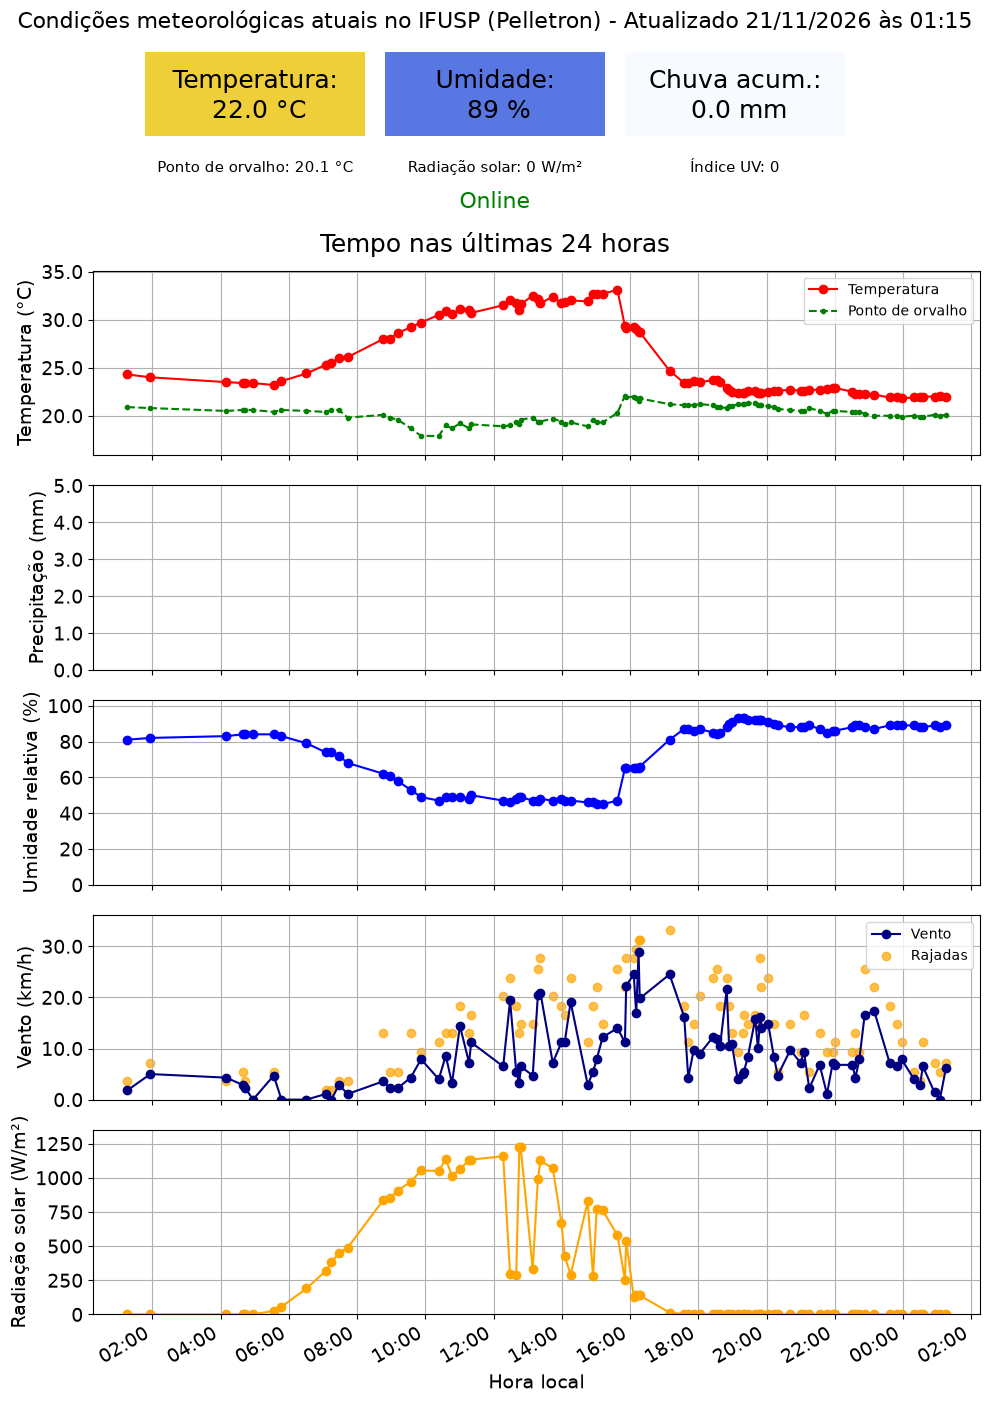 Condições meteorológicas atuais no IFUSP (Pelletron) - Atualizado 21/11/2026 às 01:15
Temperatura:
22.0 °C
Umidade:
89 %
Chuva acum.:
0.0 mm
Ponto de orvalho: 20.1 °C
Radiação solar: 0 W/m²
Índice UV: 0
Online
Tempo nas últimas 24 horas
Temperatura (°C)
35.0
30.0
25.0
20.0
Temperatura
Ponto de orvalho
Precipitação (mm)
5.0
4.0
3.0
2.0
1.0
0.0
Umidade relativa (%)
100
80
60
40
20
0
Vento (km/h)
30.0
20.0
10.0
0.0
Vento
Rajadas
Radiação solar (W/m²)
1250
1000
750
500
250
0
02:00
04:00
06:00
08:00
10:00
12:00
14:00
16:00
18:00
20:00
22:00
00:00
02:00
Hora local